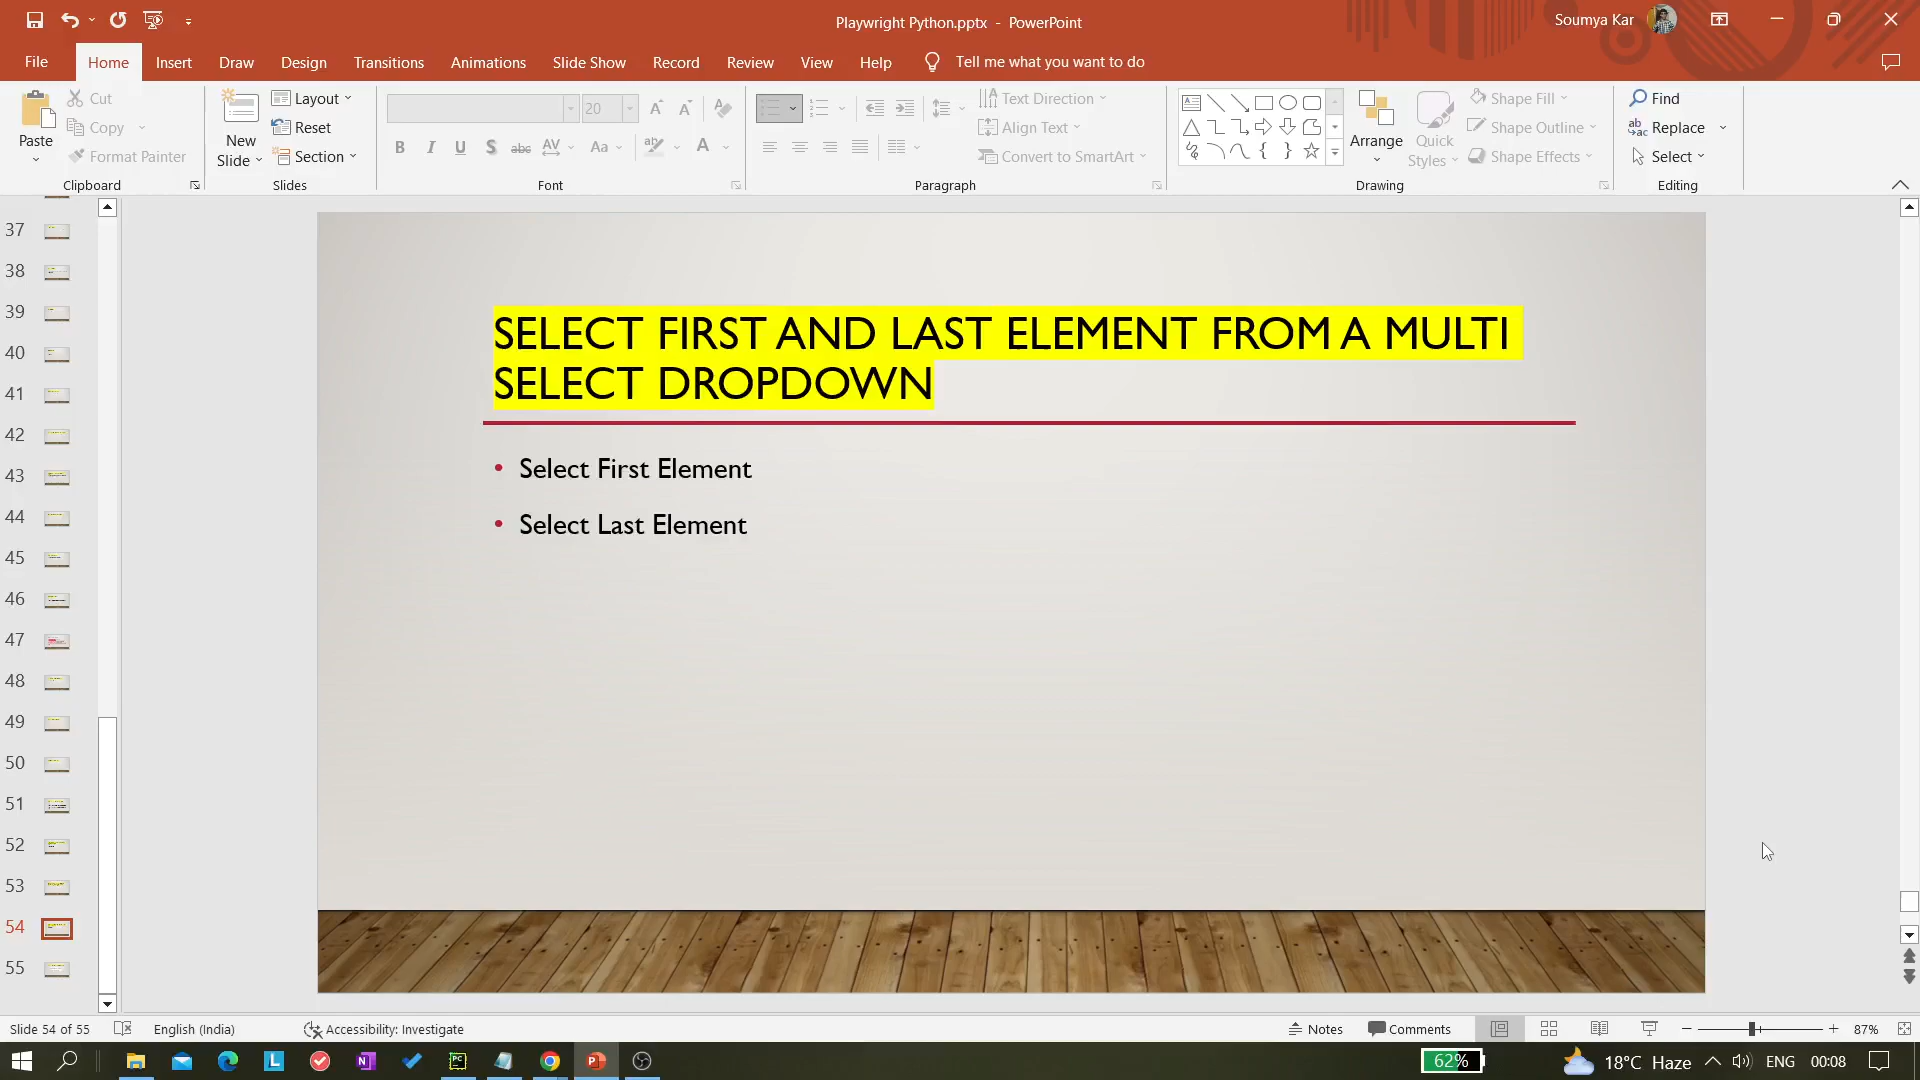 Playwright Python.pptx - PowerPoint
Soumya Kar
File Home Insert Draw Design Transitions Animations Slide Show Record Review View Help Tell me what you want to do
Paste
Cut
Copy
Format Painter
Clipboard
New
Slide
Layout
Reset
Section
Slides
20
Font
Text Direction
Align Text
Convert to SmartArt
Paragraph
Arrange
Quick
Styles
Shape Fill
Shape Outline
Shape Effects
Drawing
Find
Replace
Select
Editing
37
38
39
40
41
42
43
44
45
46
47
48
49
50
51
52
53
54
55
SELECT FIRST AND LAST ELEMENT FROM A MULTI
SELECT DROPDOWN
• Select First Element
• Select Last Element
Slide 54 of 55 English (India) Accessibility: Investigate Notes Comments 87%
62% 18°C Haze ENG 00:08